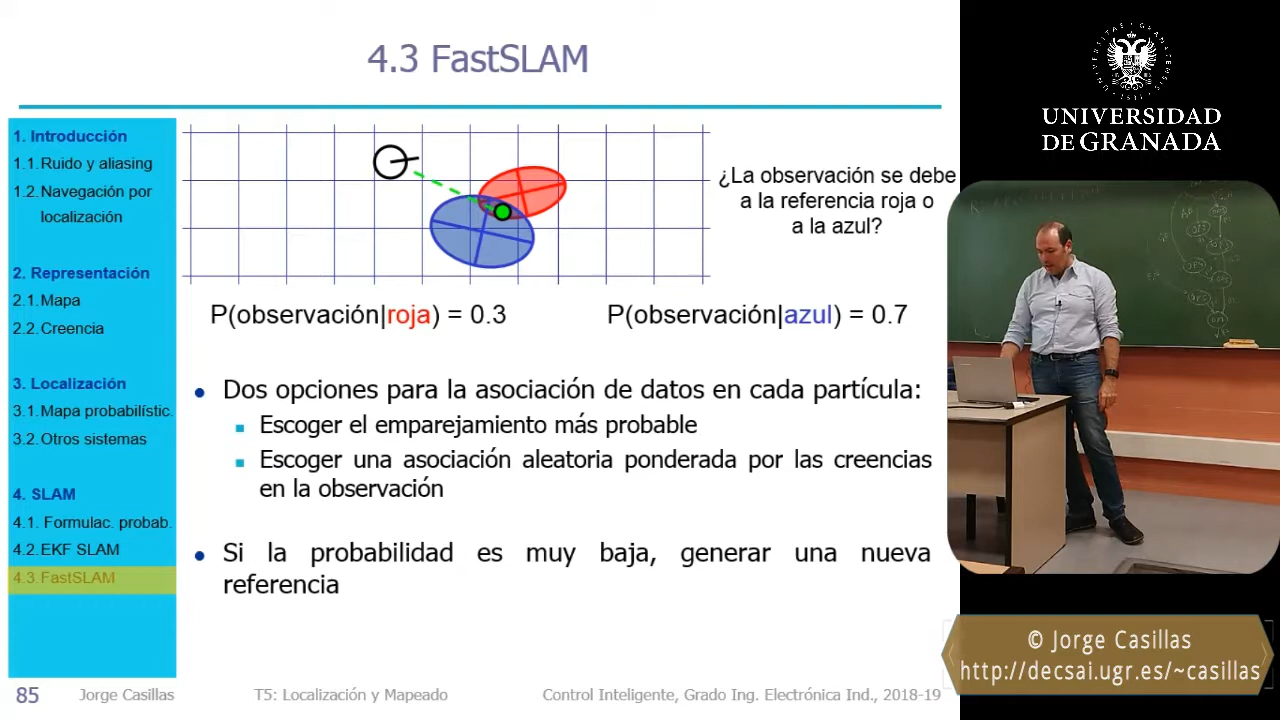 4.3 FastSLAM
1. Introducción
1.1. Ruido y aliasing
1.2. Navegación por
localización
2. Representación
2.1. Mapa
2.2. Creencia
3. Localización
3.1. Mapa probabilístic.
3.2. Otros sistemas
4. SLAM
4.1. Formulac. probab.
4.2. EKF SLAM
4.3. FastSLAM
¿La observación se debe
a la referencia roja o
a la azul?
P(observación|roja) = 0.3
P(observación|azul) = 0.7
Dos opciones para la asociación de datos en cada partícula:
Escoger el emparejamiento más probable
Escoger una asociación aleatoria ponderada por las creencias
en la observación
Si la probabilidad es muy baja, generar una nueva
referencia
85
Jorge Casillas
T5: Localización y Mapeado
Control Inteligente, Grado Ing. Electrónica Ind., 2018-19
UNIVERSIDAD
DE GRANADA
© Jorge Casillas
http://decsai.ugr.es/~casillas